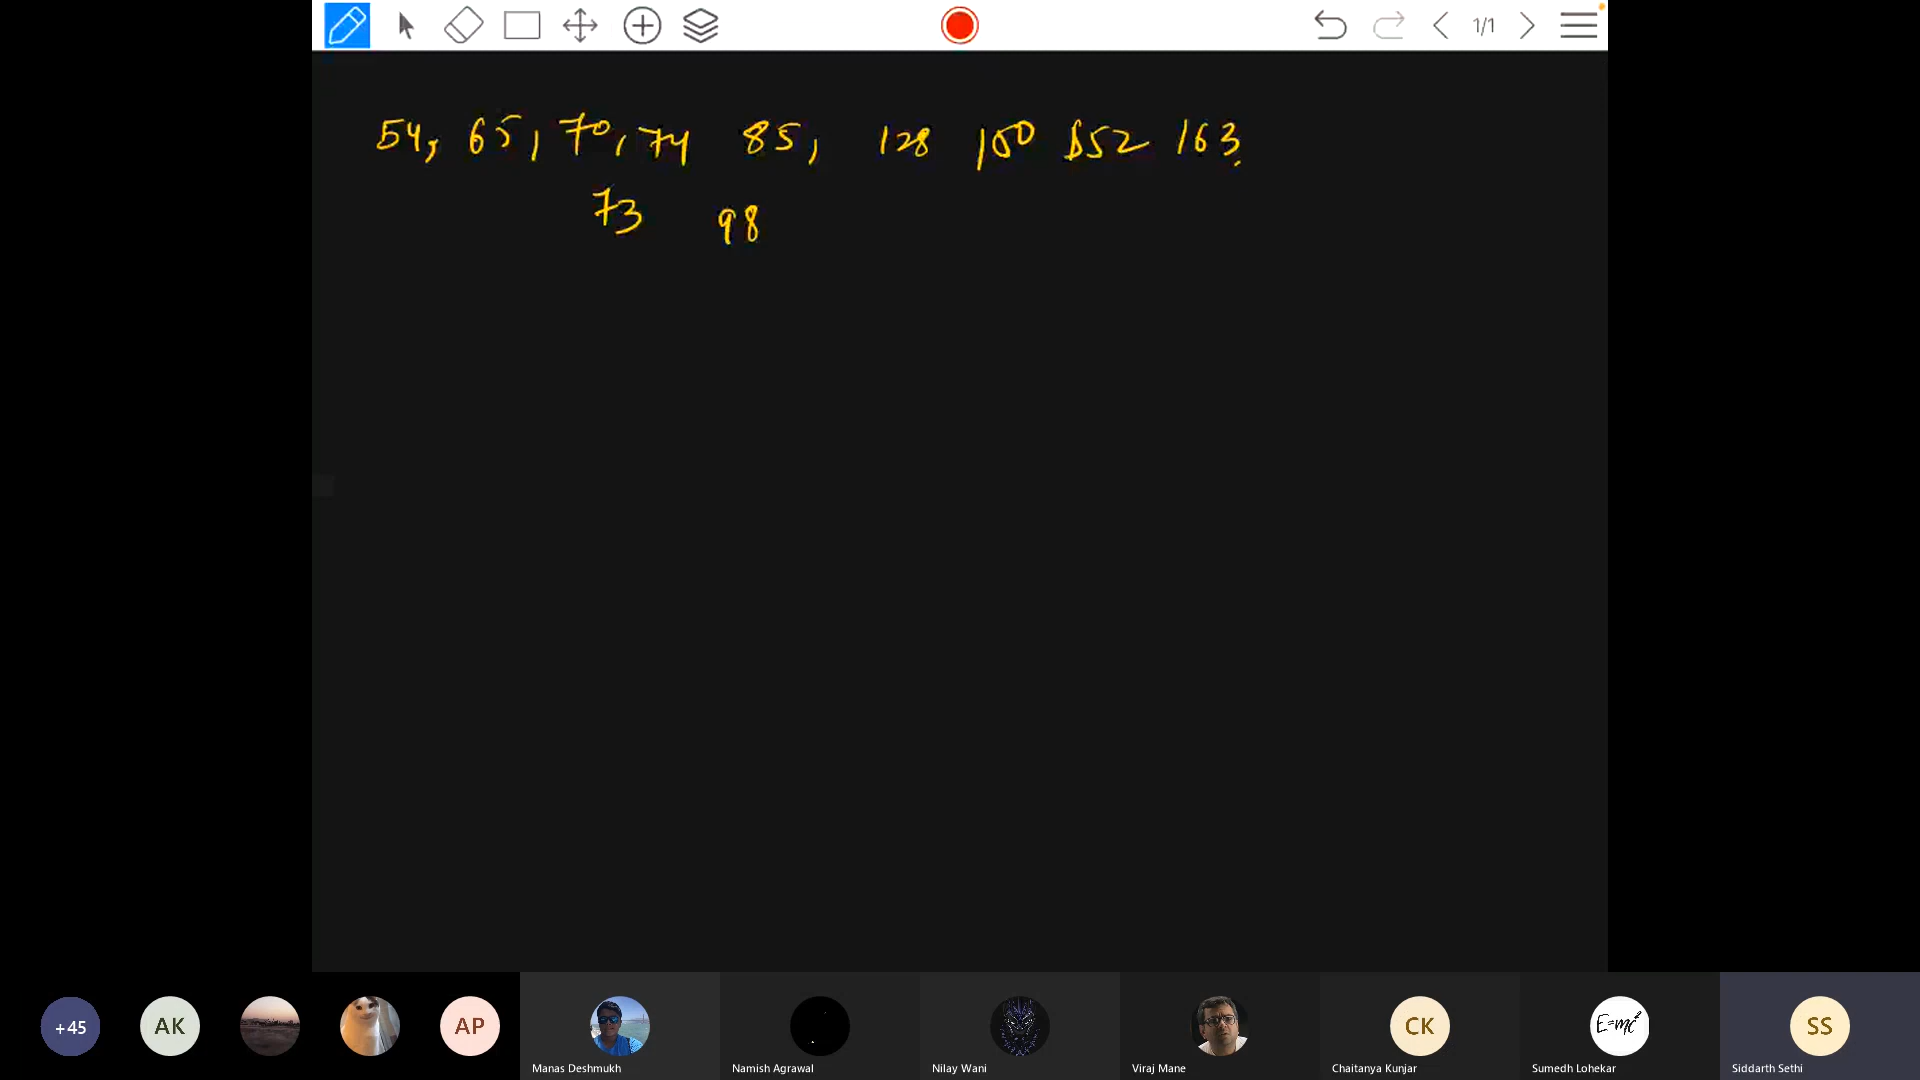 1/1
54, 65, 70, 74 85, 128 150 152 163.
73 98
+45
AK
AP
E=mc²
CK
SS
Manas Deshmukh
Namish Agrawal
Nilay Wani
Viraj Mane
Chaitanya Kunjar
Sumedh Lohekar
Siddarth Sethi